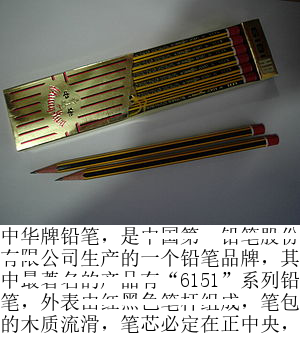 中华牌铅笔，是中国第 铅笔股份
有限公司生产的一个铅笔品牌，其
中最著名的产品有“6151”系列铅
笔，外表由红黑色笔杆组成，笔包
的木质流滑，笔芯必定在正中央，